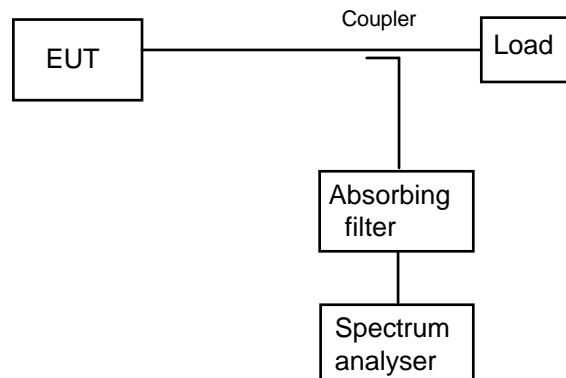 Coupler
EUT
Load
Absorbing
filter
Spectrum
analyser